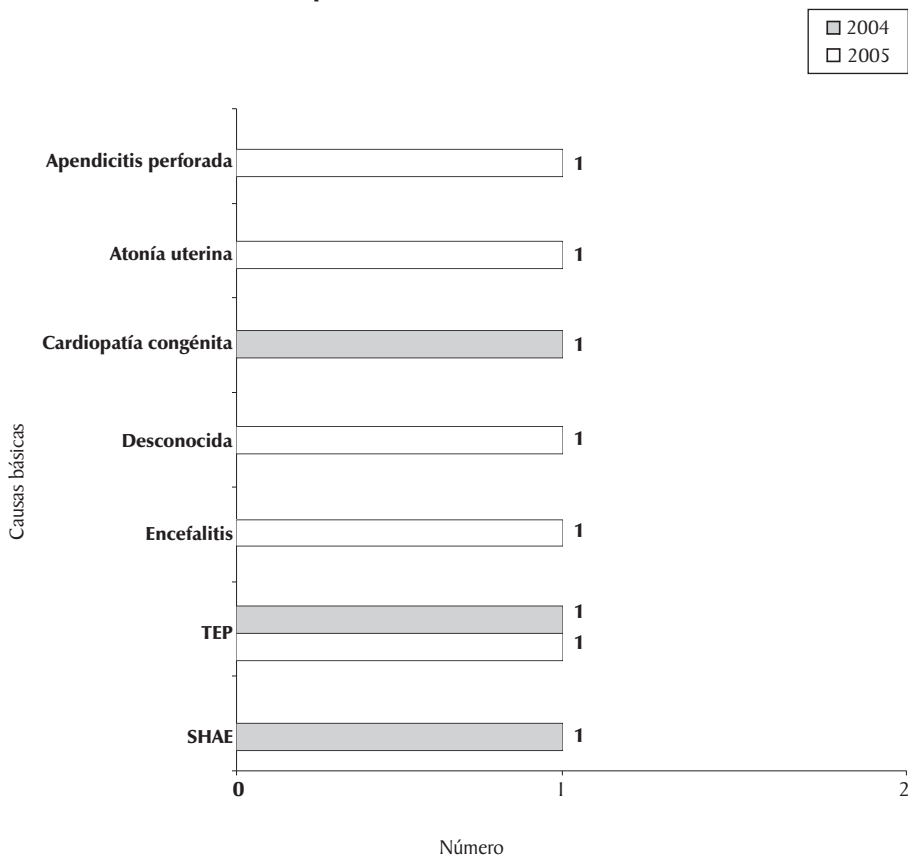 2004
2005
Apendicitis perforada
1
Atonía uterina
1
Cardiopatía congénita
1
Desconocida
1
Encefalitis
1
TEP
1
1
SHAE
1
0
1
2
Causas básicas
Número